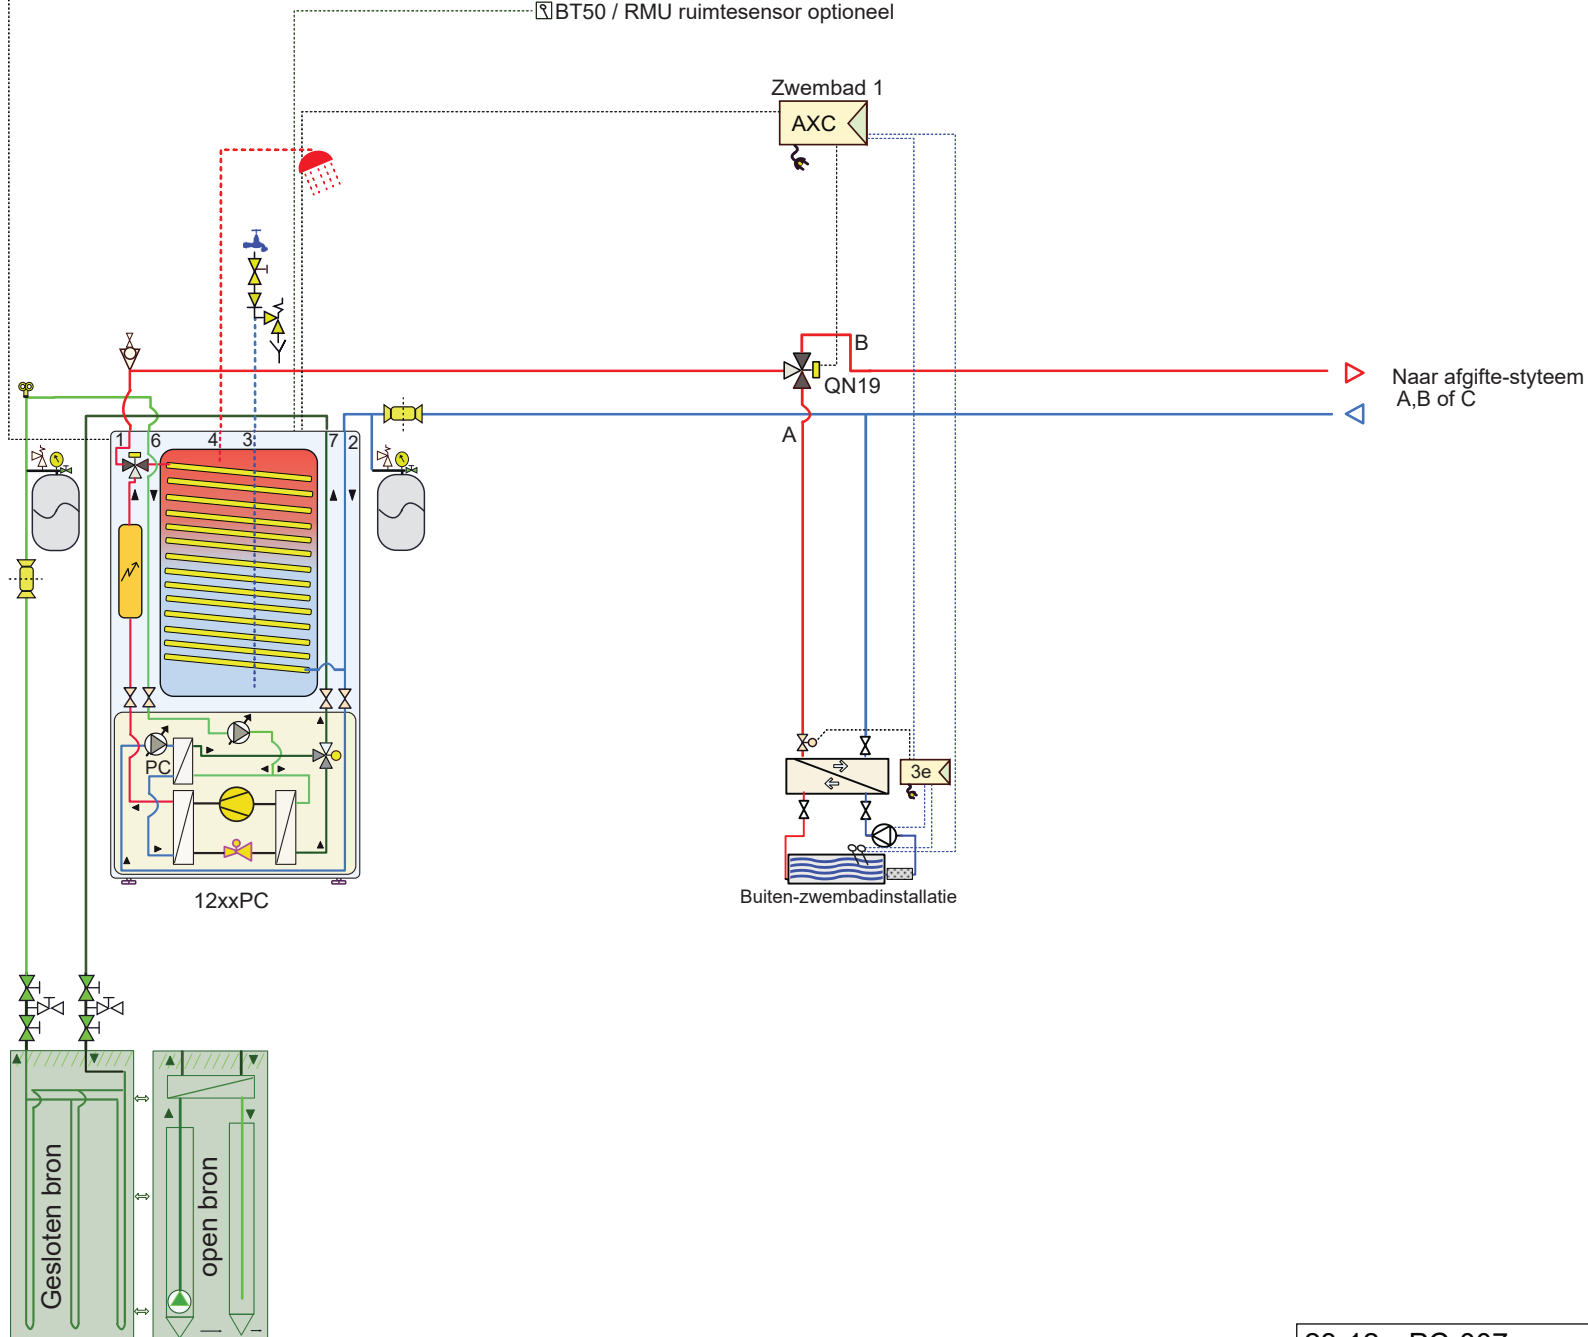 BT50 / RMU ruimtesensor optioneel
Zwembad 1
AXC
B
QN19
Naar afgifte-styteem
A,B of C
A
1 6 4 3 7 2
PC
3e
12xxPC
Buiten-zwembadinstallatie
Gesloten bron
open bron